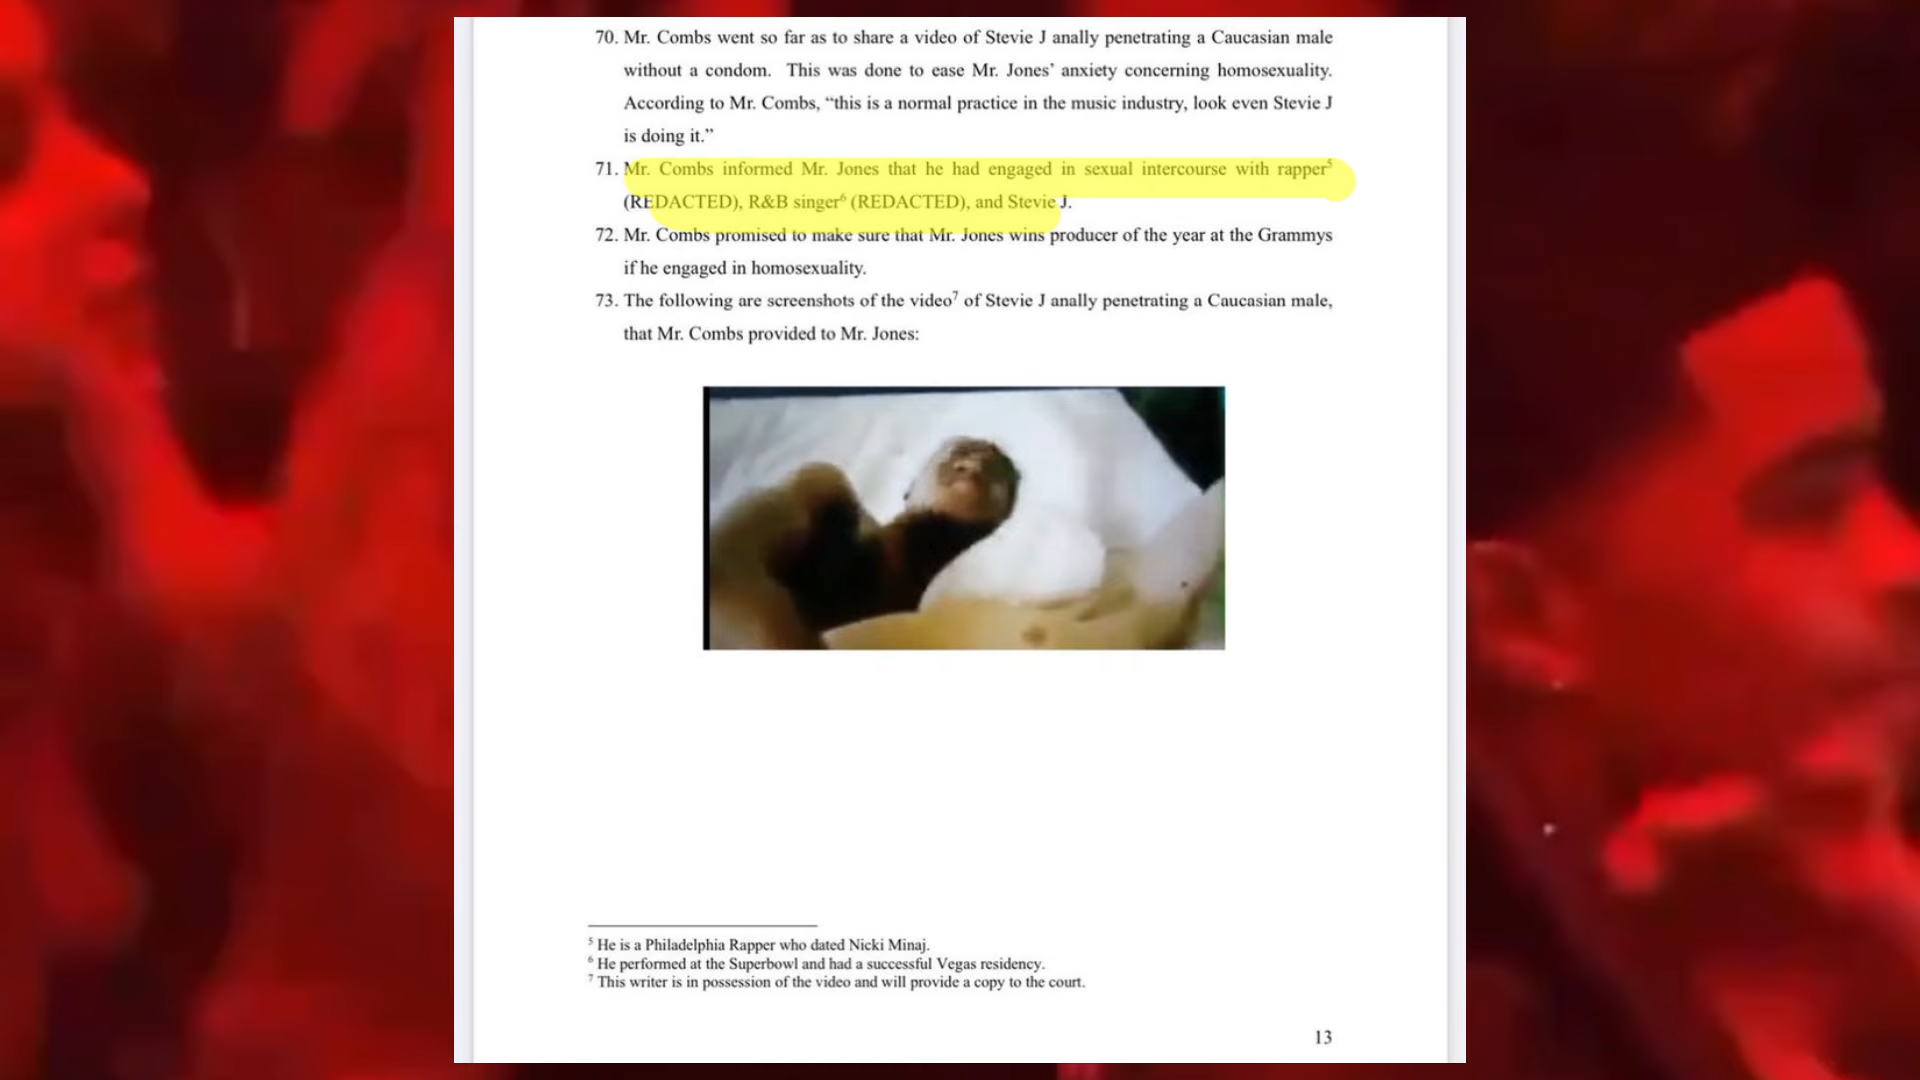 70. Mr. Combs went so far as to share a video of Stevie J anally penetrating a Caucasian male
without a condom. This was done to ease Mr. Jones’ anxiety concerning homosexuality.
According to Mr. Combs, “this is a normal practice in the music industry, look even Stevie J
is doing it.”
71. Mr. Combs informed Mr. Jones that he had engaged in sexual intercourse with rapper⁵
(REDACTED), R&B singer⁶ (REDACTED), and Stevie J.
72. Mr. Combs promised to make sure that Mr. Jones wins producer of the year at the Grammys
if he engaged in homosexuality.
73. The following are screenshots of the video⁷ of Stevie J anally penetrating a Caucasian male,
that Mr. Combs provided to Mr. Jones:
⁵ He is a Philadelphia Rapper who dated Nicki Minaj.
⁶ He performed at the Superbowl and had a successful Vegas residency.
⁷ This writer is in possession of the video and will provide a copy to the court.
13